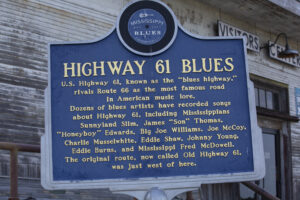 MISSISSIPPI
BLUES
VISITORS
HIGHWAY 61 BLUES
U.S. Highway 61, known as the "blues highway,"
rivals Route 66 as the most famous road
in American music lore.
Dozens of blues artists have recorded songs
about Highway 61, including Mississippians
Sunnyland Slim, James "Son" Thomas,
"Honeyboy" Edwards, Big Joe Williams, Joe McCoy,
Charlie Musselwhite, Eddie Shaw, Johnny Young,
Eddie Burns, and Mississippi Fred McDowell.
The original route, now called Old Highway 61,
was just west of here.